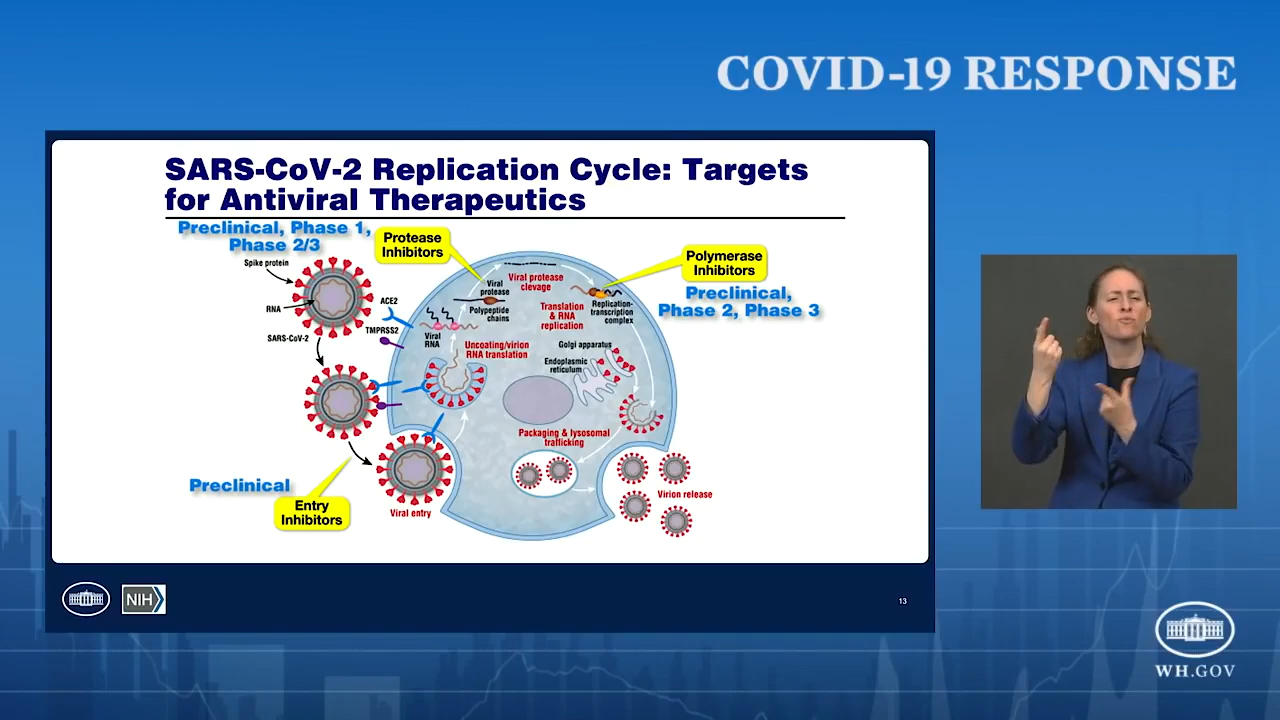 COVID-19 RESPONSE
SARS-CoV-2 Replication Cycle: Targets
for Antiviral Therapeutics
Preclinical, Phase 1,
Phase 2/3
Protease
Inhibitors
Polymerase
Inhibitors
Preclinical,
Phase 2, Phase 3
Spike protein
RNA
SARS-CoV-2
ACE2
TMPRSS2
Viral
protease
Polypeptide
chains
Viral protease
clevage
Translation
& RNA
replication
Replication-
transcription
complex
Viral
RNA
Uncoating/virion
RNA translation
Golgi apparatus
Endoplasmic
reticulum
Packaging & lysosomal
trafficking
Preclinical
Entry
Inhibitors
Viral entry
Virion release
NIH
13
WH.GOV